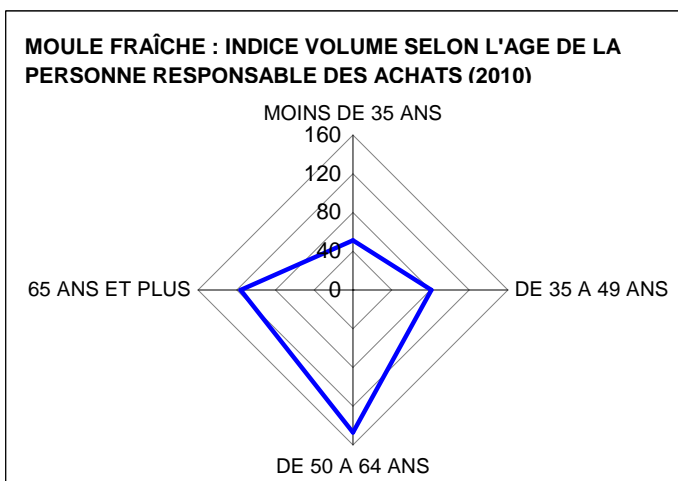 MOULE FRAÎCHE : INDICE VOLUME SELON L'AGE DE LA
PERSONNE RESPONSABLE DES ACHATS (2010)
MOINS DE 35 ANS
160
120
80
40
0
65 ANS ET PLUS
DE 35 A 49 ANS
DE 50 A 64 ANS